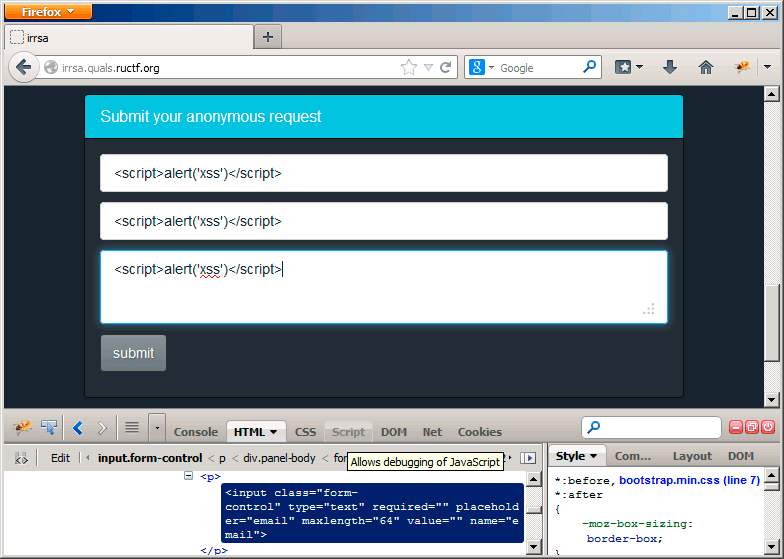 Firefox
irrsa
irrsa.quals.ructf.org
Google
Submit your anonymous request
<script>alert('xss')</script>
<script>alert('xss')</script>
<script>alert('xss')</script>
submit
Console HTML CSS Script DOM Net Cookies
Edit input.form-control < p < div.panel-body < for
Allows debugging of JavaScript
Style Com... Layout DOM
<p>
<input class="form-
control" type="text" required="" placehold
er="email" maxlength="64" value="" name="e
mail">
</p>
*:before, bootstrap.min.css (line 7)
*:after
{
-moz-box-sizing:
border-box;